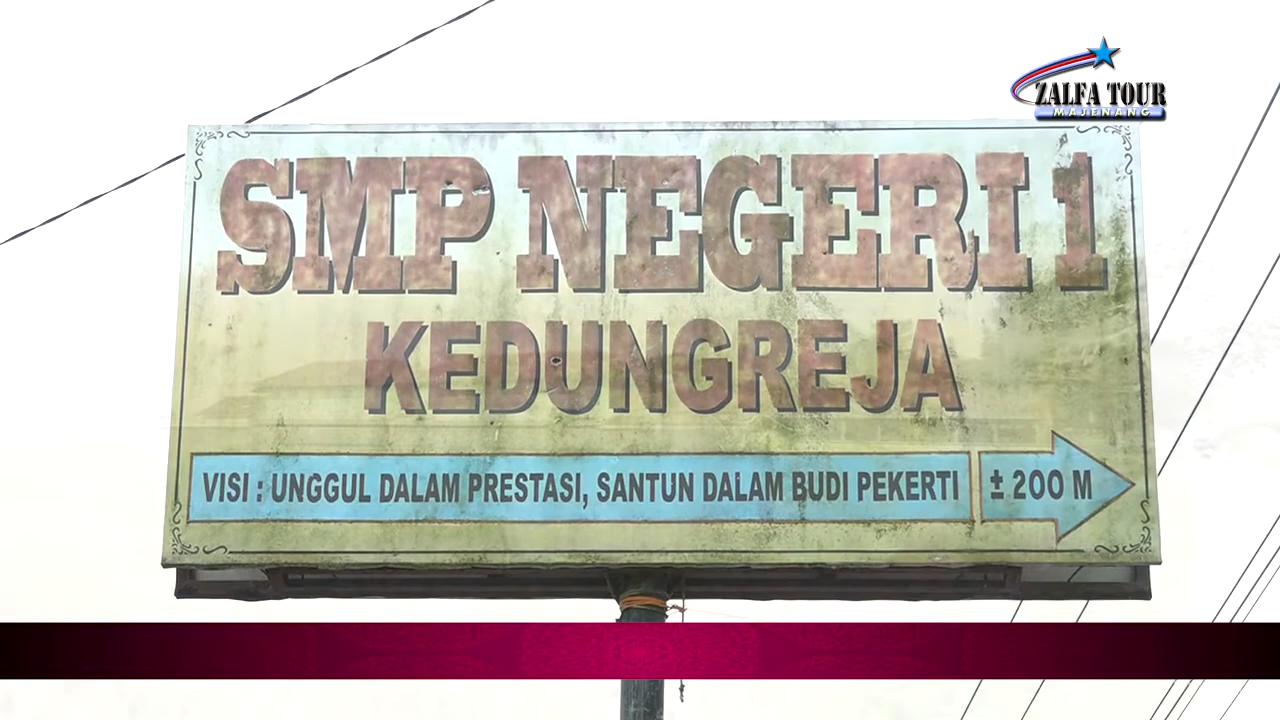 ZALFA TOUR
MAJENANG
SMP NEGERI 1
KEDUNGREJA
VISI : UNGGUL DALAM PRESTASI, SANTUN DALAM BUDI PEKERTI ± 200 M